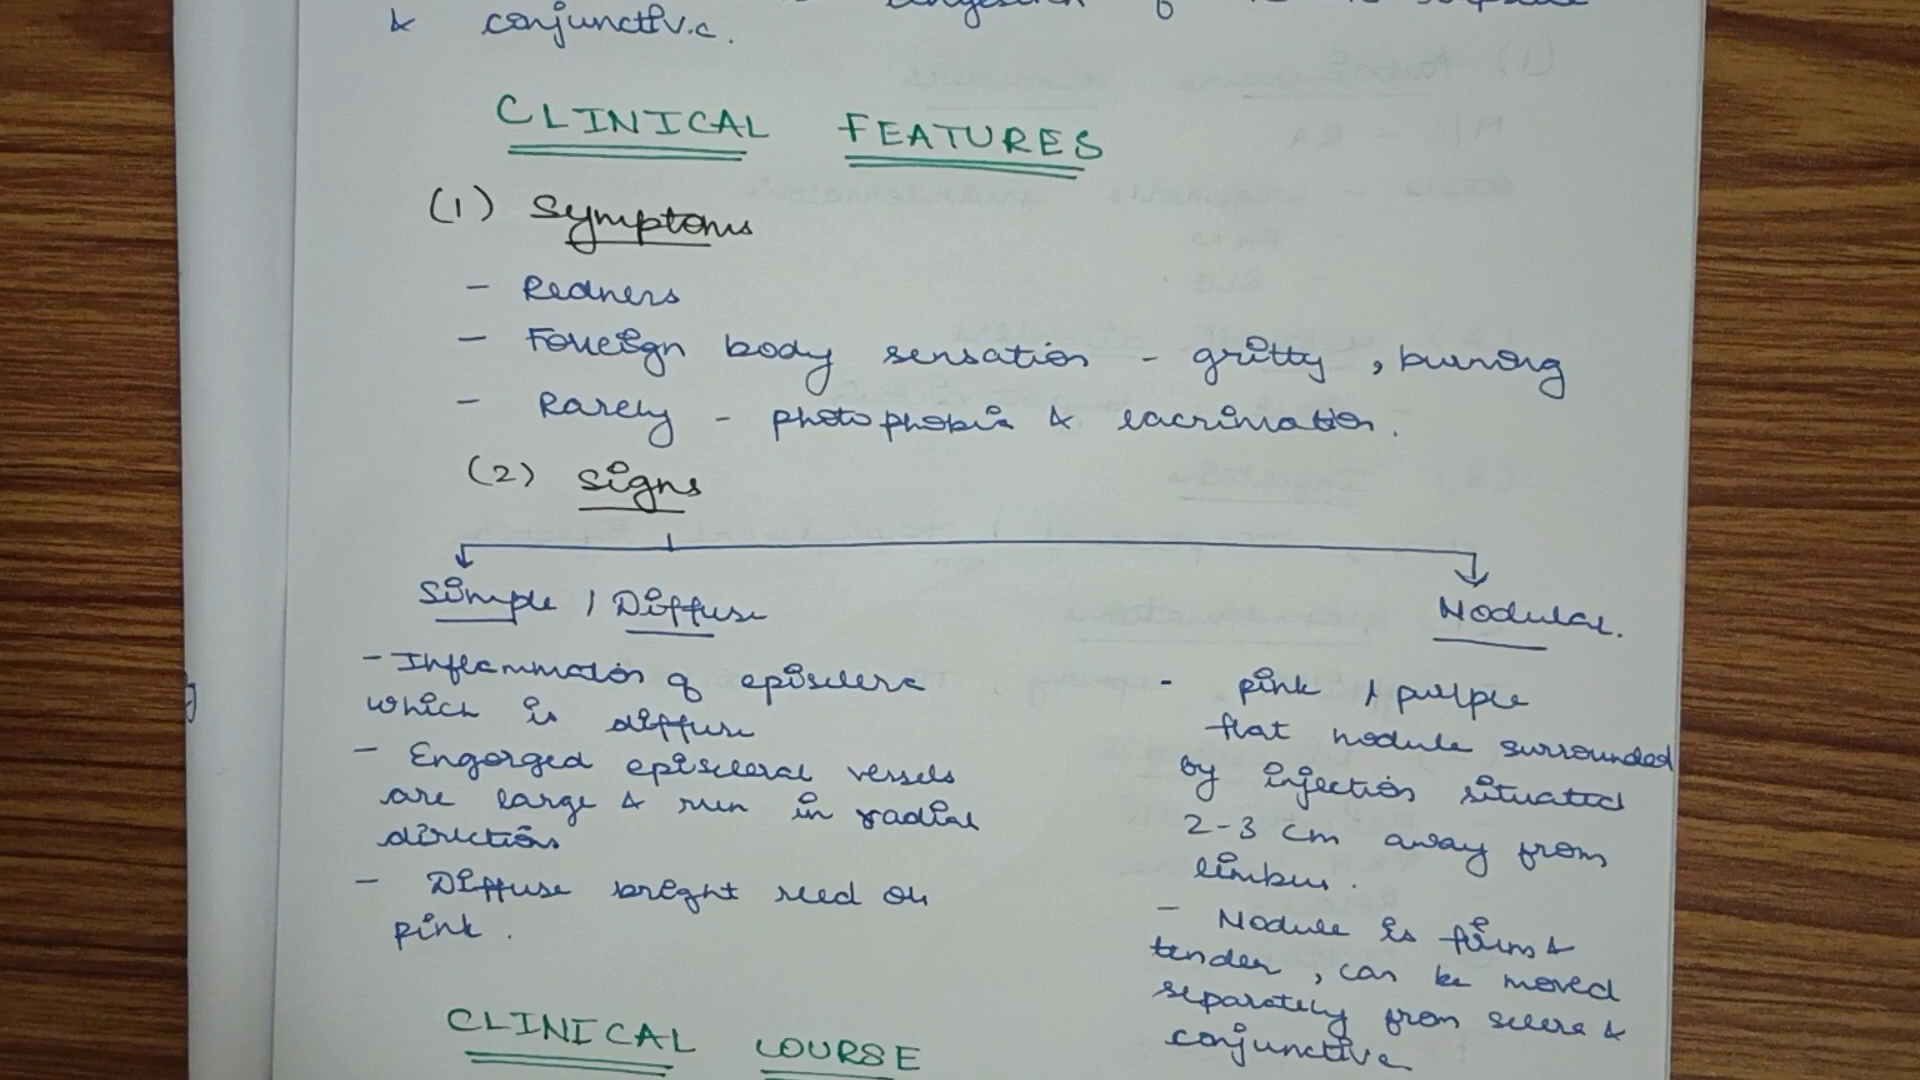 & conjunctiva.
CLINICAL FEATURES
(1) Symptoms
- Redness
- Foreign body sensation - gritty, burning
- Rarely - photophobia & lacrimation.
(2) Signs
Simple / Diffuse
- Inflammation of episclera
which is diffuse
- Engorged episcleral vessels
are large & run in radial
direction
- Diffuse bright red or
pink.
Nodular.
- pink / purple
flat nodule surrounded
by injection situated
2-3 cm away from
limbus.
- Nodule is firm &
tender, can be moved
separately from sclera &
conjunctiva
CLINICAL COURSE